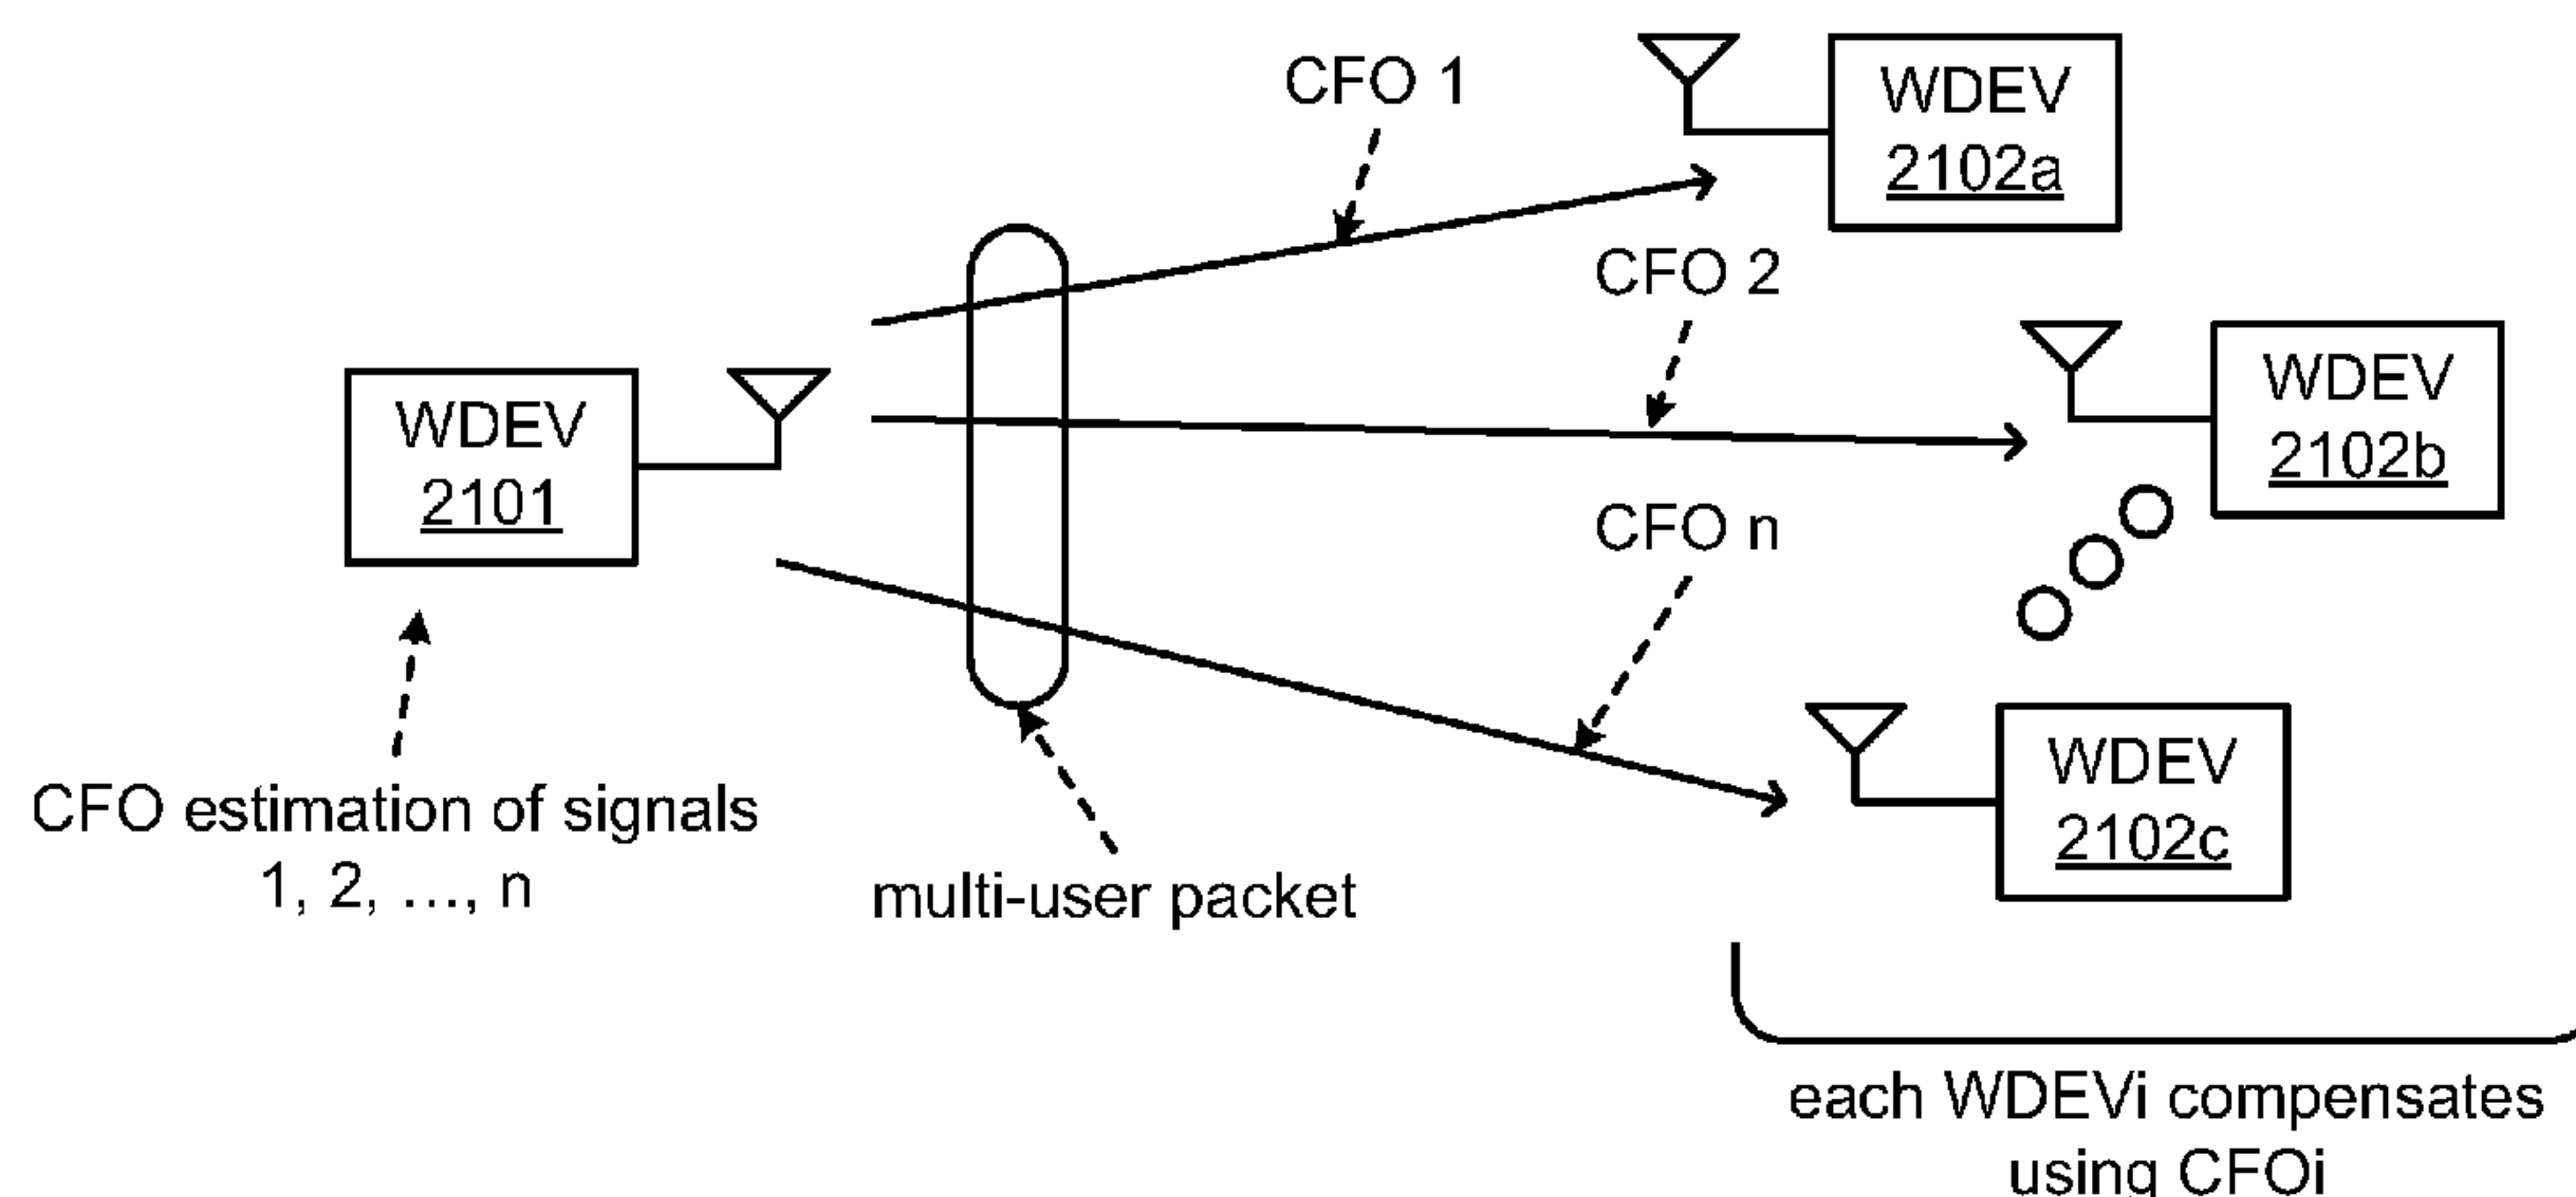 CFO 1
WDEV
2102a
CFO 2
WDEV
2102b
WDEV
2101
CFO n
WDEV
2102c
CFO estimation of signals
1, 2, …, n
multi-user packet
each WDEVi compensates
using CFOi